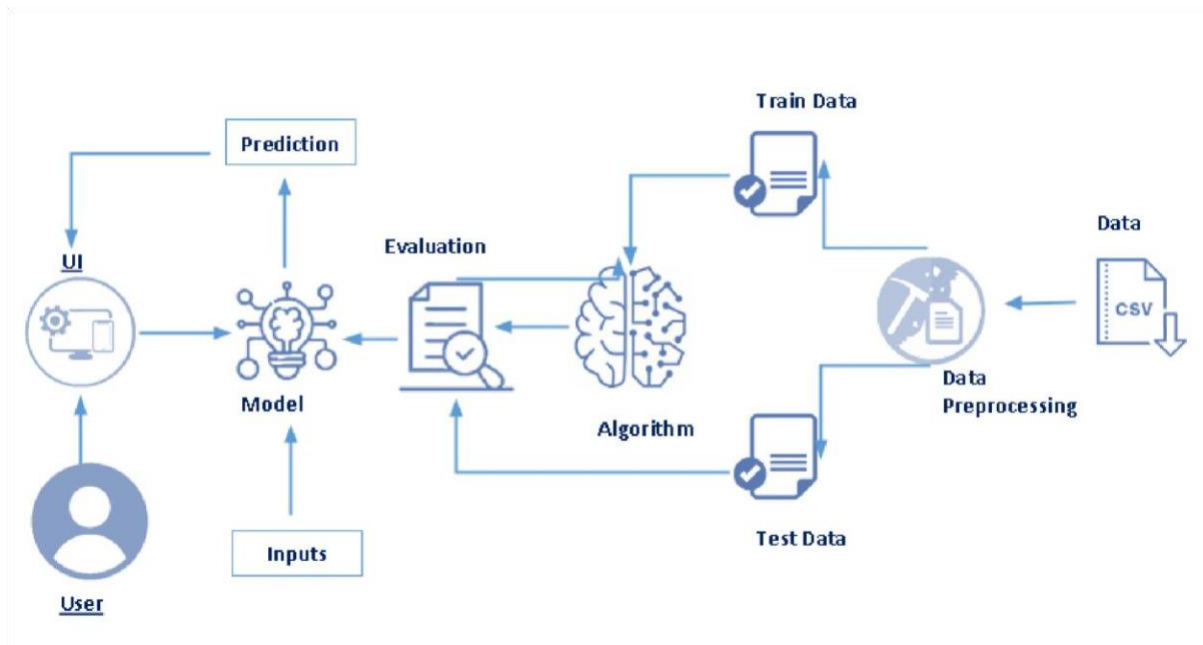 Train Data
Prediction
Data
Evaluation
UI
CSV
Data
Preprocessing
Model
Algorithm
Test Data
Inputs
User